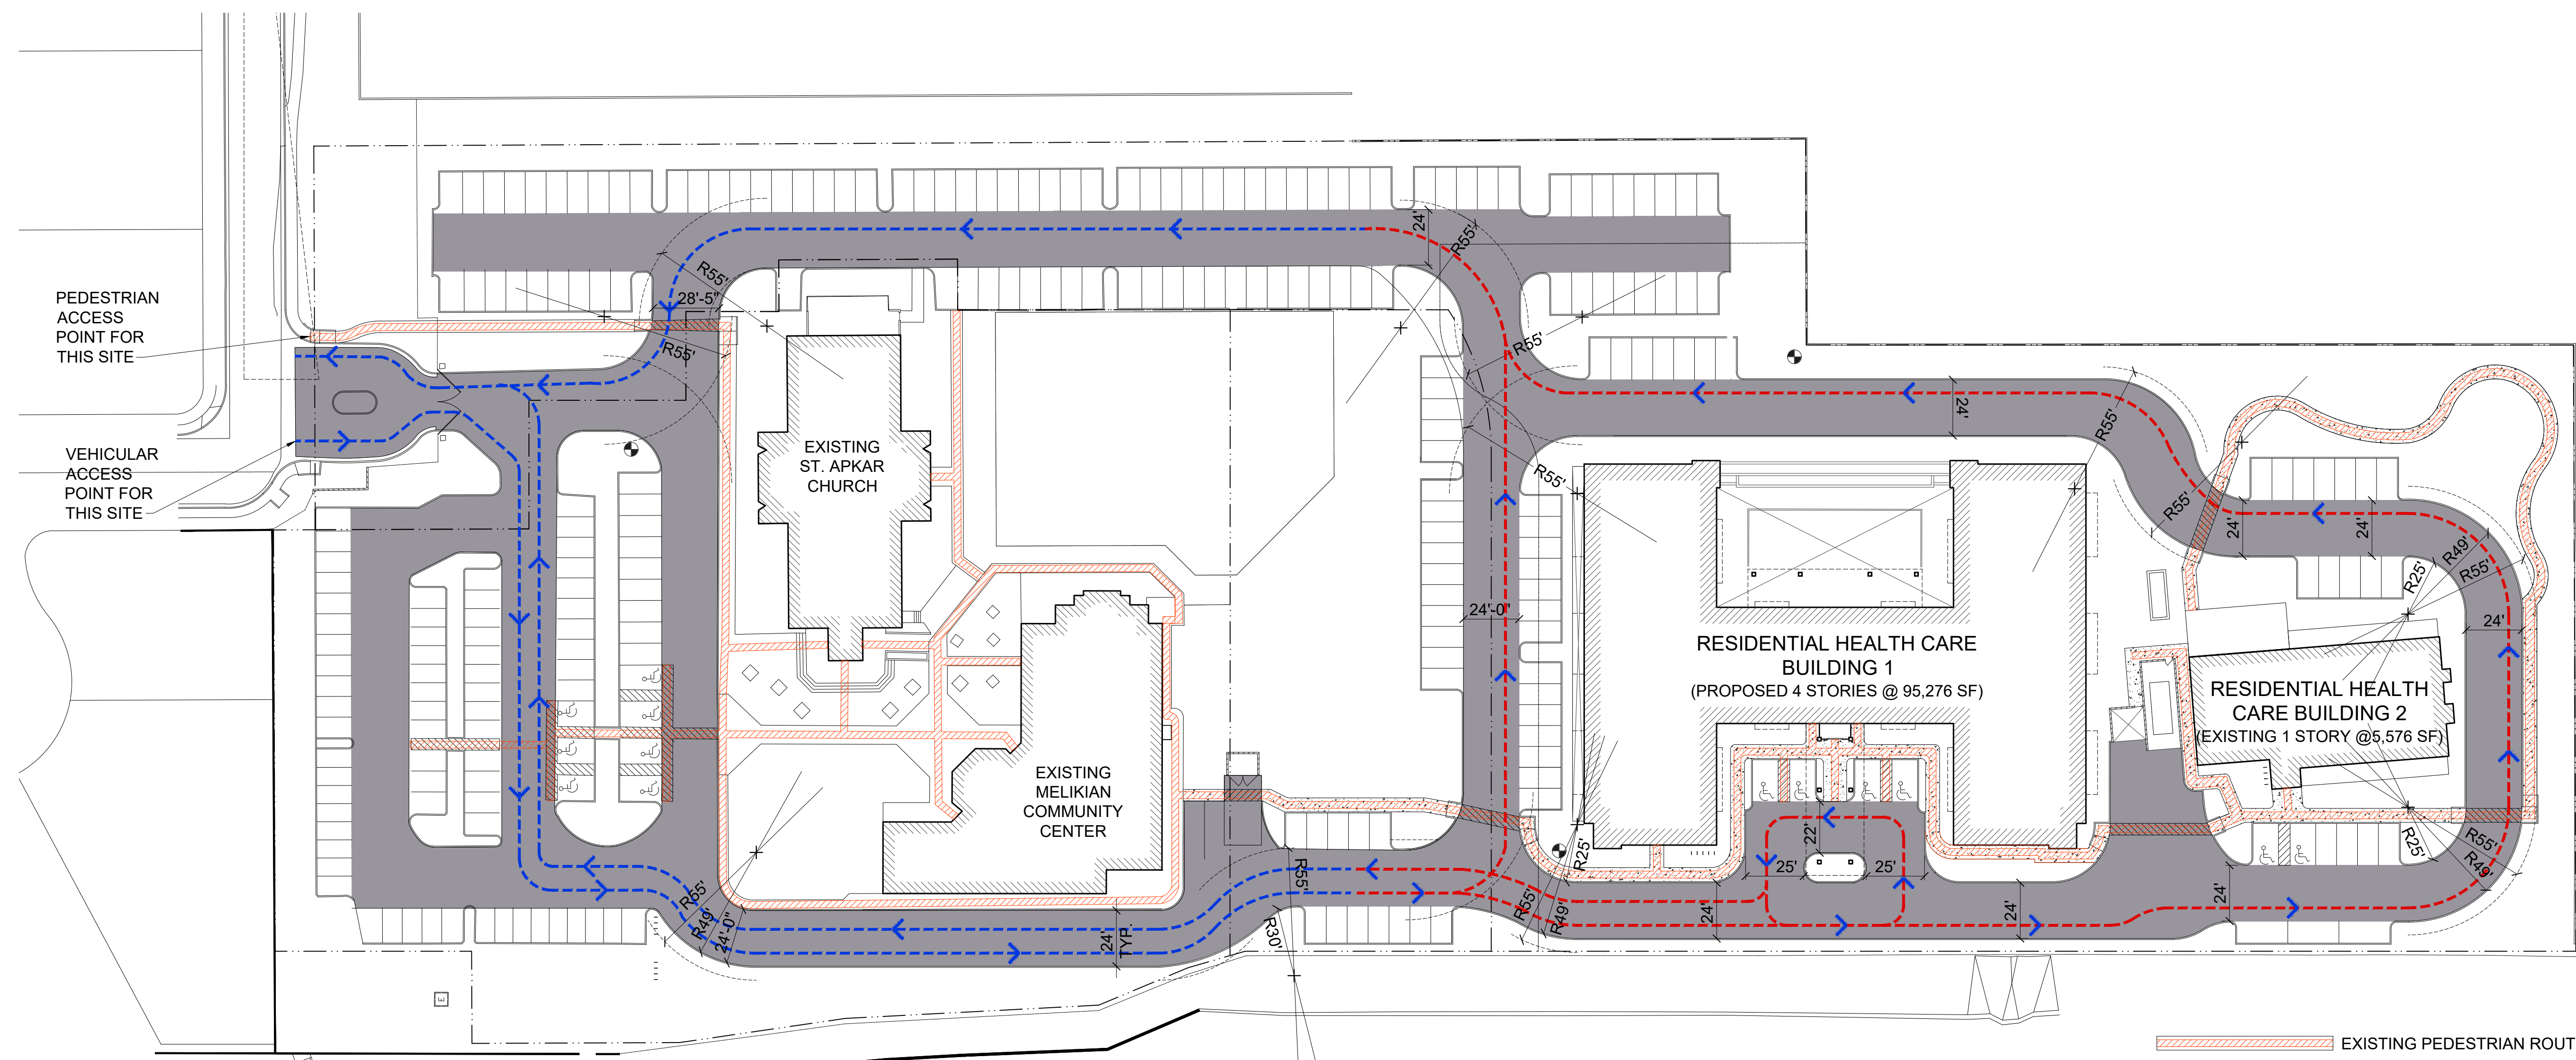 24'
R55'
R55'
28'-5"
PEDESTRIAN
ACCESS
POINT FOR
THIS SITE
R55'
R55'
24'
R55'
VEHICULAR
ACCESS
POINT FOR
THIS SITE
EXISTING
ST. APKAR
CHURCH
R55'
R55'
24'
24'
R49'
R55'
R25'
24'-0"
24'
RESIDENTIAL HEALTH CARE
BUILDING 1
(PROPOSED 4 STORIES @ 95,276 SF)
RESIDENTIAL HEALTH
CARE BUILDING 2
(EXISTING 1 STORY @5,576 SF)
EXISTING
MELIKIAN
COMMUNITY
CENTER
22'
R25'
R25'
R55'
R49'
R55'
25'
25'
R55'
R49'
24'-0"
24'
TYP.
R30'
R55'
R49'
24'
24'
24'
E
EXISTING PEDESTRIAN ROUT